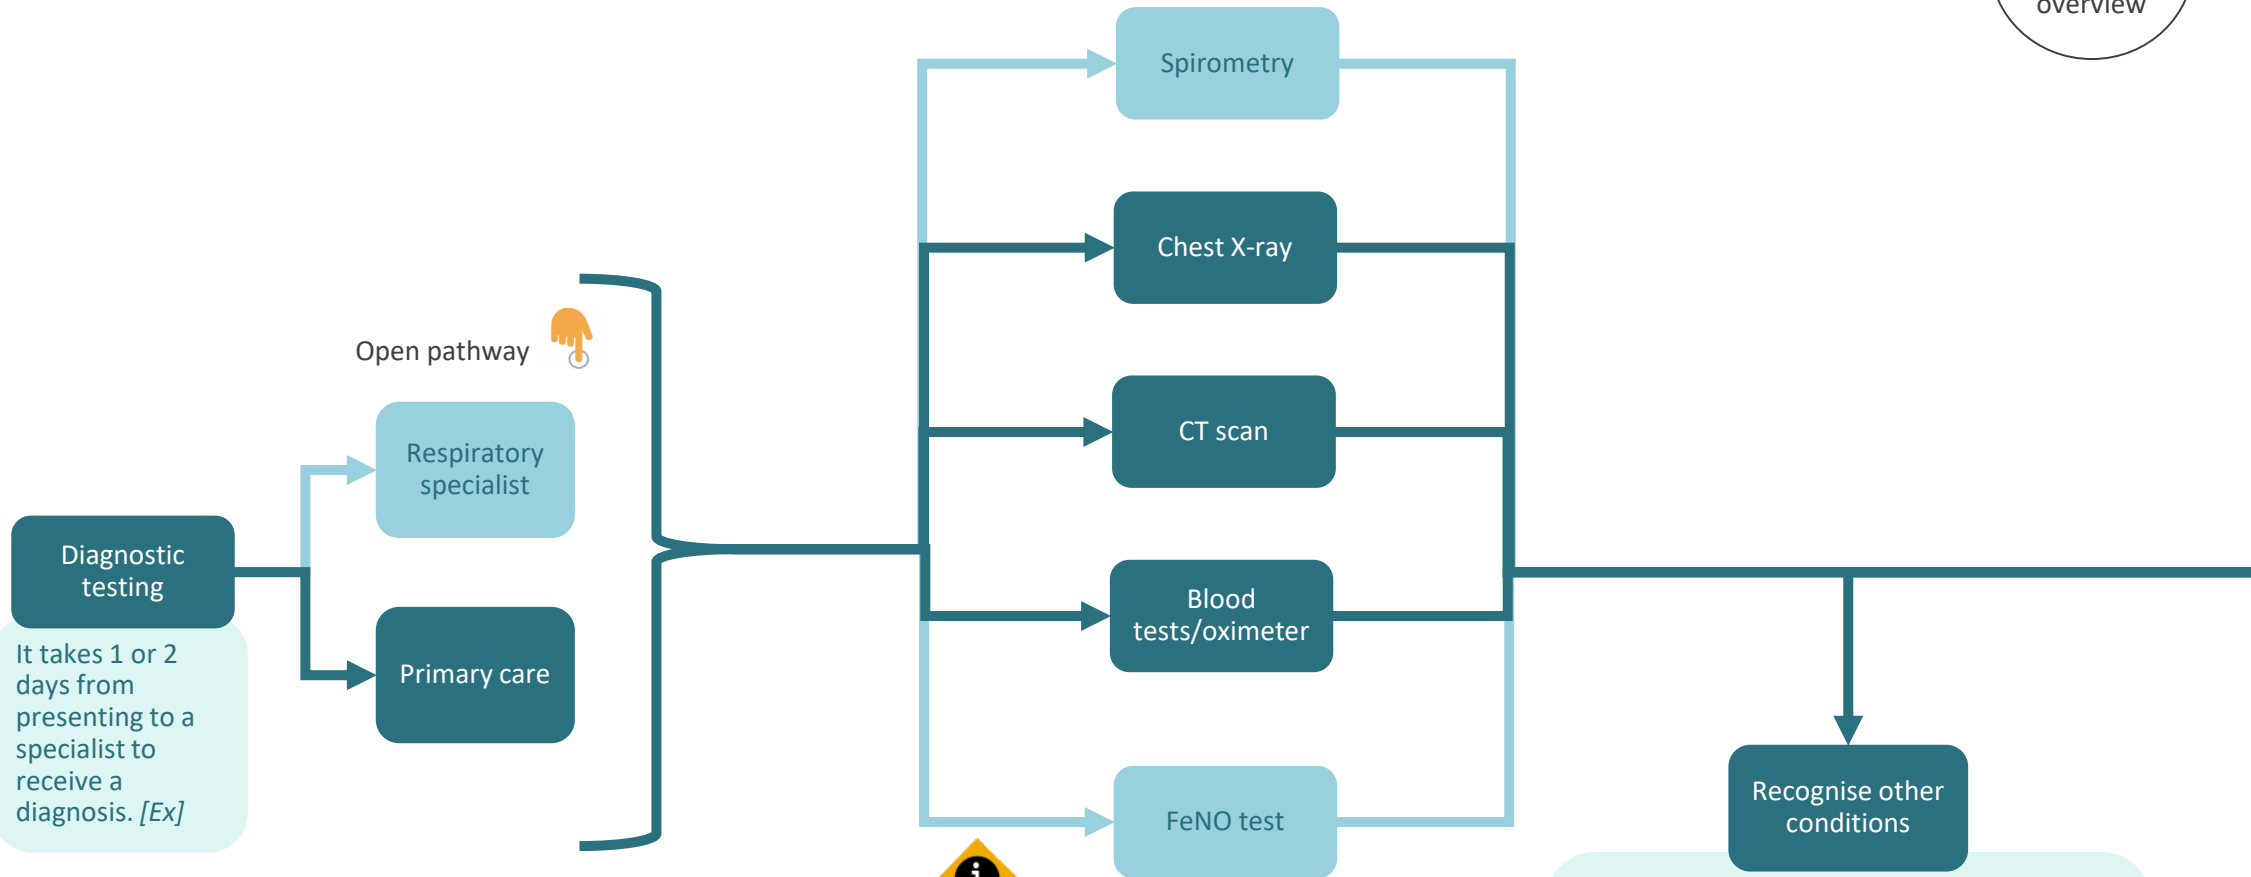 overview
Spirometry
Chest X-ray
Open pathway
CT scan
Respiratory
specialist
Diagnostic
testing
Blood
tests/oximeter
It takes 1 or 2
days from
presenting to a
specialist to
receive a
diagnosis. [Ex]
Primary care
Recognise other
conditions
FeNO test
i